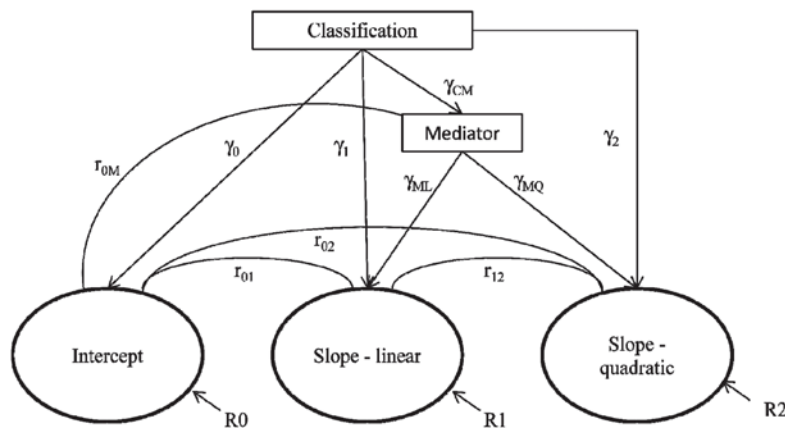 Classification
γCM
Mediator
r0M
γ0
γ1
γ2
γML
γMQ
r02
r01
r12
Intercept
Slope - linear
Slope -
quadratic
R0
R1
R2